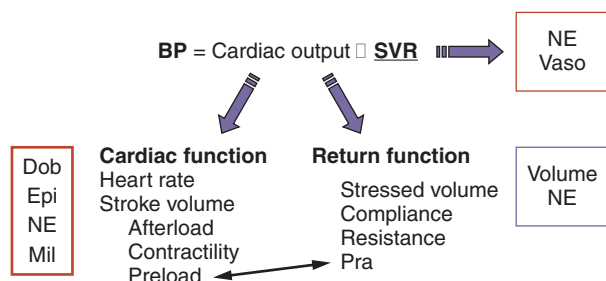 BP = Cardiac output □ SVR
NE
Vaso
Dob
Epi
NE
Mil
Cardiac function
Heart rate
Stroke volume
Afterload
Contractility
Preload
Return function
Stressed volume
Compliance
Resistance
Pra
Volume
NE